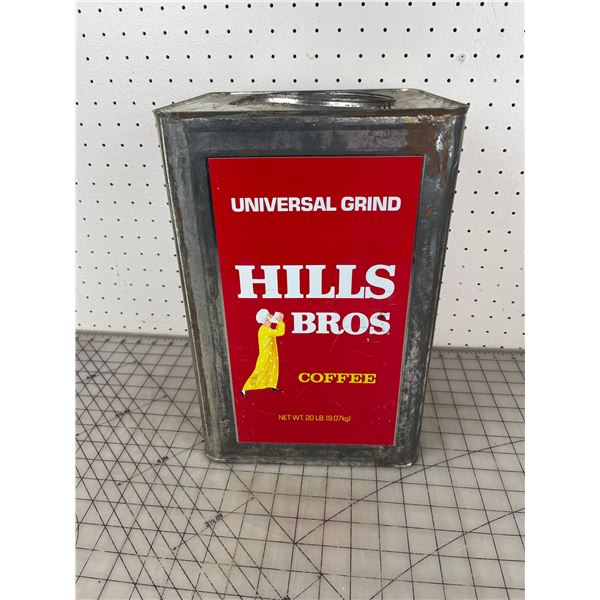 UNIVERSAL GRIND
HILLS
BROS
COFFEE
NET WT. 20 LB. (9.07kg)